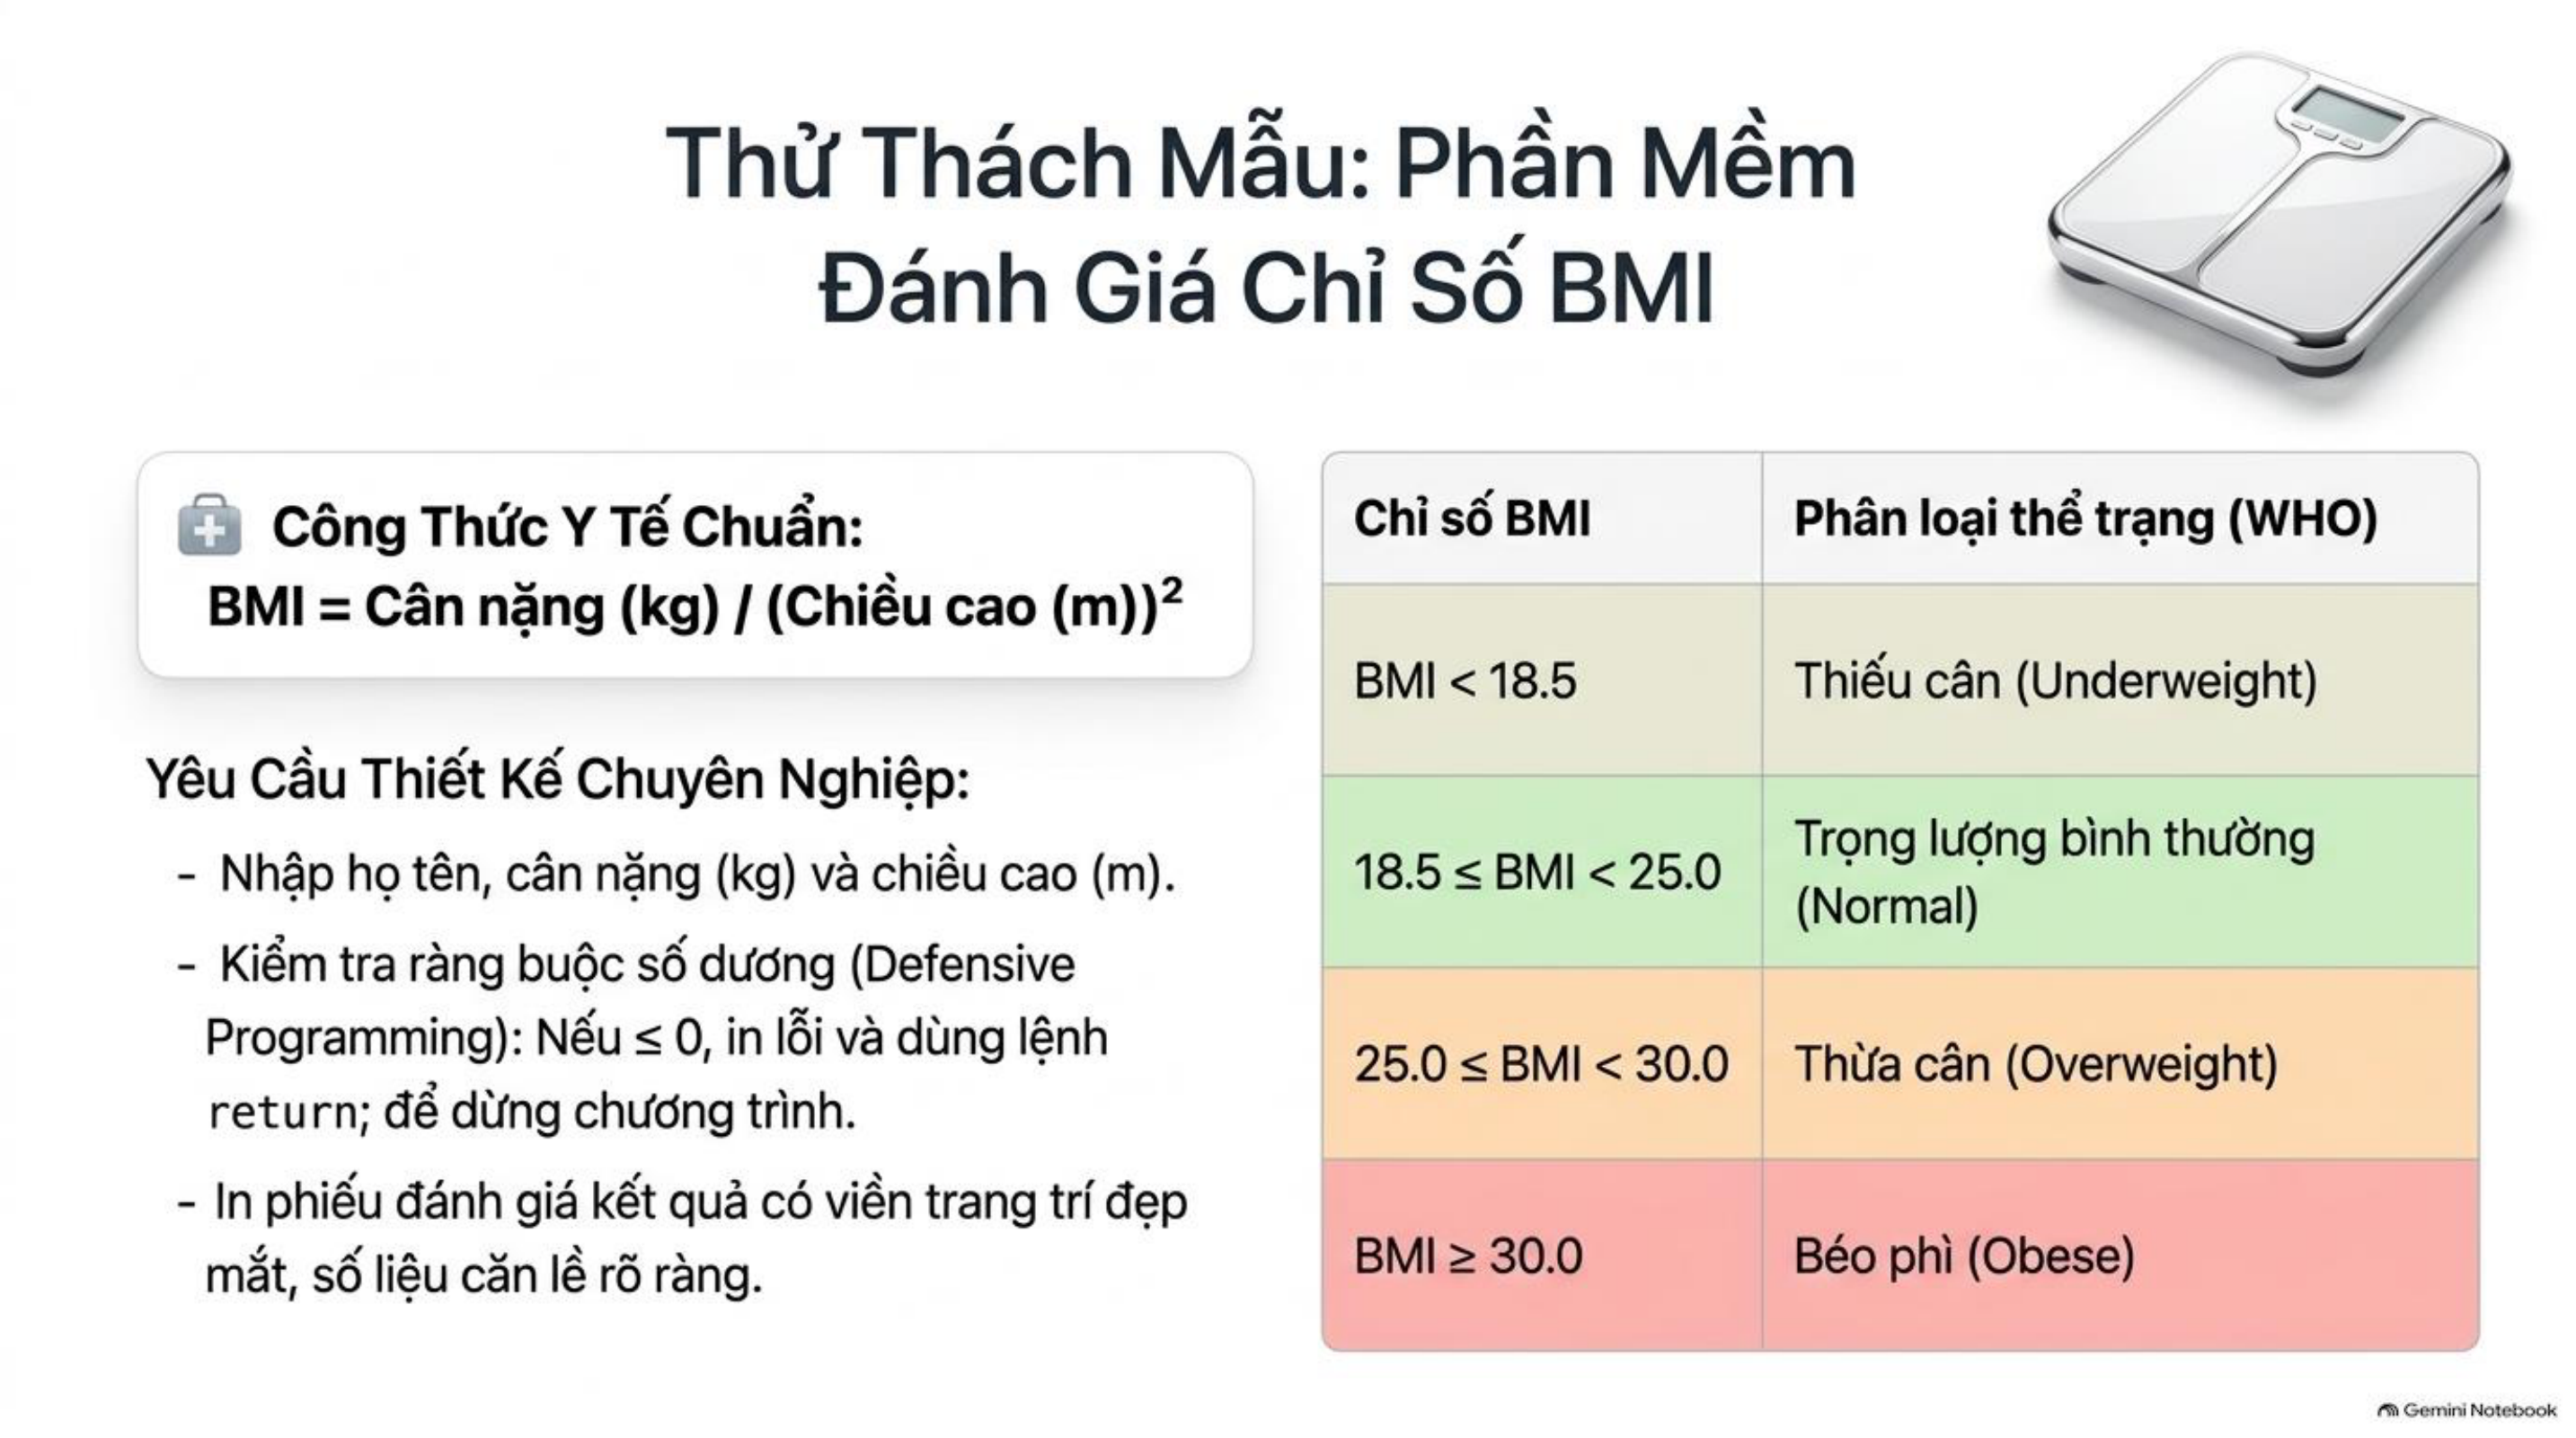 Thử Thách Mẫu: Phần Mềm
Đánh Giá Chỉ Số BMI
Công Thức Y Tế Chuẩn:
BMI = Cân nặng (kg) / (Chiều cao (m))²
Yêu Cầu Thiết Kế Chuyên Nghiệp:
- Nhập họ tên, cân nặng (kg) và chiều cao (m).
- Kiểm tra ràng buộc số dương (Defensive
Programming): Nếu ≤ 0, in lỗi và dùng lệnh
return; để dừng chương trình.
- In phiếu đánh giá kết quả có viền trang trí đẹp
mắt, số liệu căn lề rõ ràng.
Chỉ số BMI Phân loại thể trạng (WHO)
BMI < 18.5 Thiếu cân (Underweight)
18.5 ≤ BMI < 25.0 Trọng lượng bình thường
(Normal)
25.0 ≤ BMI < 30.0 Thừa cân (Overweight)
BMI ≥ 30.0 Béo phì (Obese)
Gemini Notebook